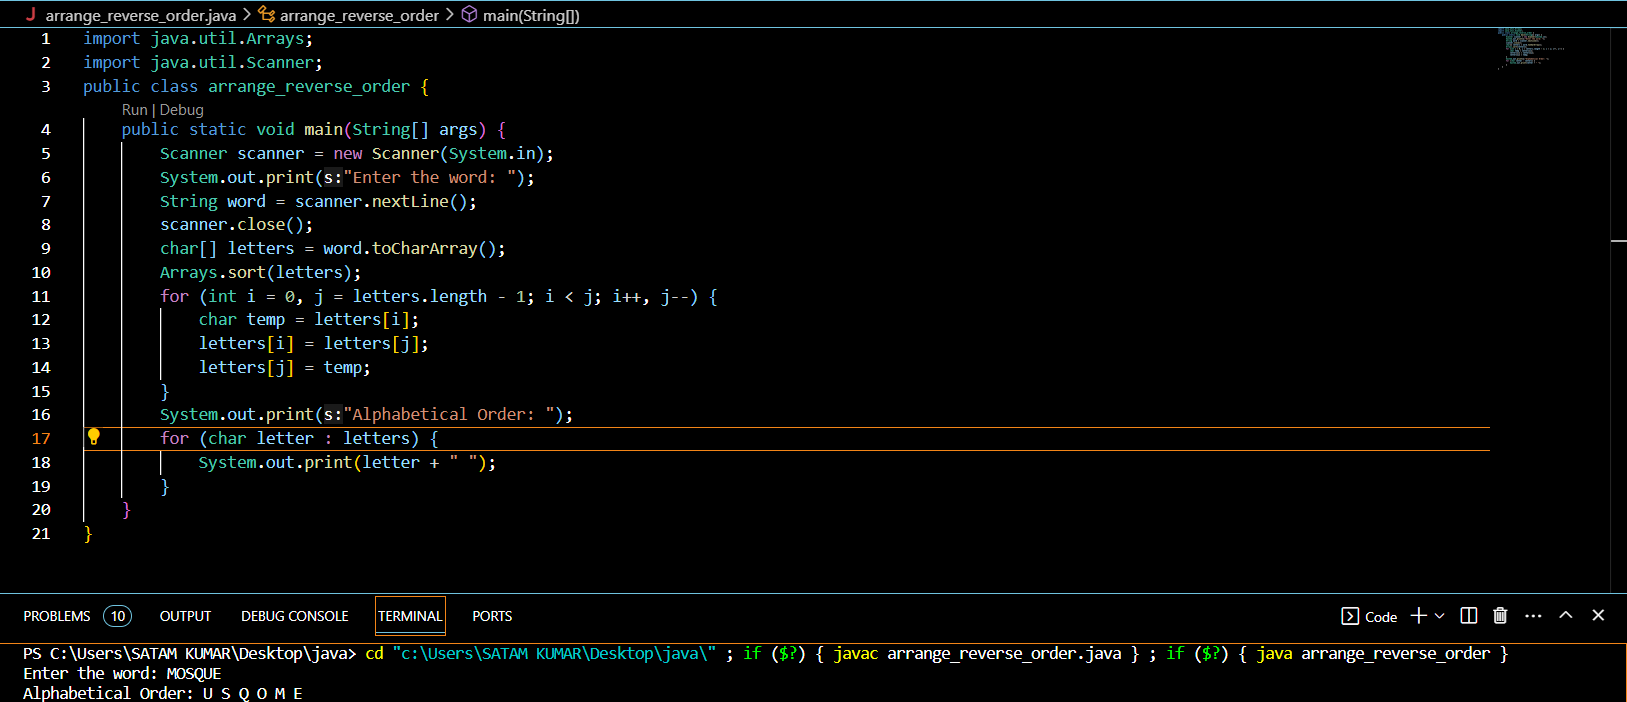 arrange_reverse_order.java > arrange_reverse_order > main(String[])
1 import java.util.Arrays;
2 import java.util.Scanner;
3 public class arrange_reverse_order {
Run | Debug
4 public static void main(String[] args) {
5 Scanner scanner = new Scanner(System.in);
6 System.out.print(s:"Enter the word: ");
7 String word = scanner.nextLine();
8 scanner.close();
9 char[] letters = word.toCharArray();
10 Arrays.sort(letters);
11 for (int i = 0, j = letters.length - 1; i < j; i++, j--) {
12 char temp = letters[i];
13 letters[i] = letters[j];
14 letters[j] = temp;
15 }
16 System.out.print(s:"Alphabetical Order: ");
17 for (char letter : letters) {
18 System.out.print(letter + " ");
19 }
20 }
21 }
PROBLEMS 10 OUTPUT DEBUG CONSOLE TERMINAL PORTS Code
PS C:\Users\SATAM KUMAR\Desktop\java> cd "c:\Users\SATAM KUMAR\Desktop\java\" ; if ($?) { javac arrange_reverse_order.java } ; if ($?) { java arrange_reverse_order }
Enter the word: MOSQUE
Alphabetical Order: U S Q O M E